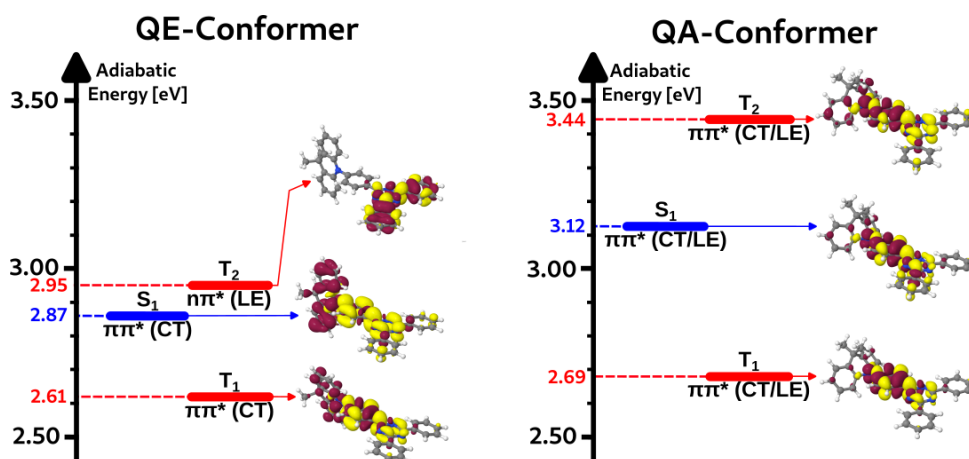 QE-Conformer
Adiabatic
Energy [eV]
3.50
3.00
2.95
T2
nπ* (LE)
2.87
S1
ππ* (CT)
2.61
T1
ππ* (CT)
2.50
QA-Conformer
Adiabatic
Energy [eV]
3.50
3.44
T2
ππ* (CT/LE)
3.12
S1
ππ* (CT/LE)
3.00
2.69
T1
ππ* (CT/LE)
2.50